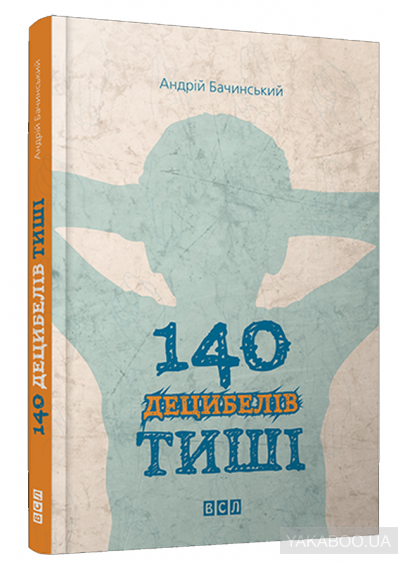 Андрій Бачинський
140
ДЕЦИБЕЛІВ
ТИШІ
ВСЛ
Андрій Бачинський
140 ДЕЦИБЕЛІВ ТИШІ
ВСЛ
YAKABOO.UA